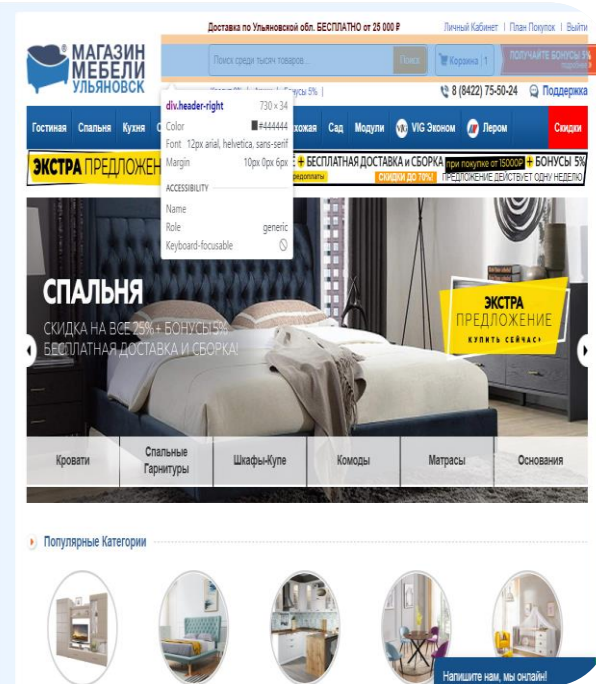 Доставка по Ульяновской обл. БЕСПЛАТНО от 25 000 ₽
Личный Кабинет | План Покупок | Выйти
МАГАЗИН
МЕБЕЛИ
УЛЬЯНОВСК
Поиск среди тысяч товаров...
Поиск
Корзина | 1
ПОЛУЧАЙТЕ БОНУСЫ 5%
5% |
8 (8422) 75-50-24
Поддержка
div.header-right 730 × 34
Color #444444
Font 12px arial, helvetica, sans-serif
Margin 10px 0px 6px
ACCESSIBILITY
Name
Role generic
Keyboard-focusable
Гостиная Спальня Кухня
Сад Модули VIG Эконом Лером Скидки
ЭКСТРА ПРЕДЛОЖЕН
+ БЕСПЛАТНАЯ ДОСТАВКА и СБОРКА при покупке от 15000Р + БОНУСЫ 5%
СКИДКИ ДО 70%! ПРЕДЛОЖЕНИЕ ДЕЙСТВУЕТ ОДНУ НЕДЕЛЮ
СПАЛЬНЯ
СКИДКА НА ВСЕ 25% + БОНУСЫ 5%
БЕСПЛАТНАЯ ДОСТАВКА И СБОРКА!
ЭКСТРА
ПРЕДЛОЖЕНИЕ
КУПИТЬ СЕЙЧАС
Кровати
Спальные
Гарнитуры
Шкафы-Купе
Комоды
Матрасы
Основания
Популярные Категории
Напишите нам, мы онлайн!